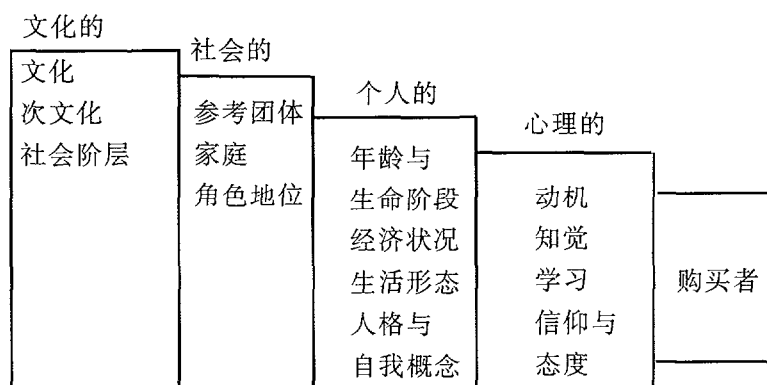 文化的
文化
次文化
社会阶层
社会的
参考团体
家庭
角色地位
个人的
年龄与
生命阶段
经济状况
生活形态
人格与
自我概念
心理的
动机
知觉
学习
信仰与
态度
购买者